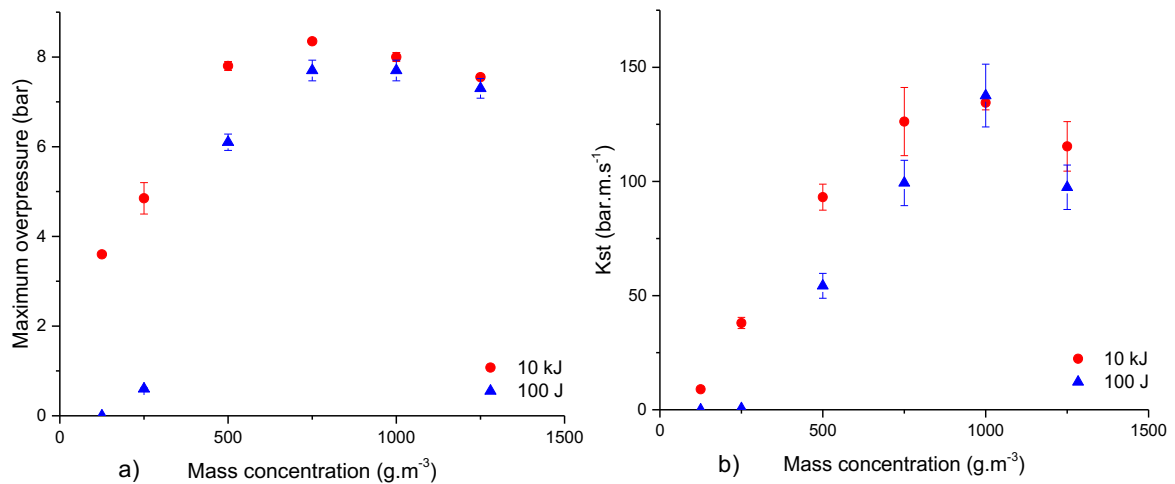 8
6
4
2
0
Maximum overpressure (bar)
10 kJ
100 J
0
500
1000
1500
a)
Mass concentration (g.m⁻³)
150
100
50
0
Kst (bar.m.s⁻¹)
10 kJ
100 J
0
500
1000
1500
b)
Mass concentration (g.m⁻³)